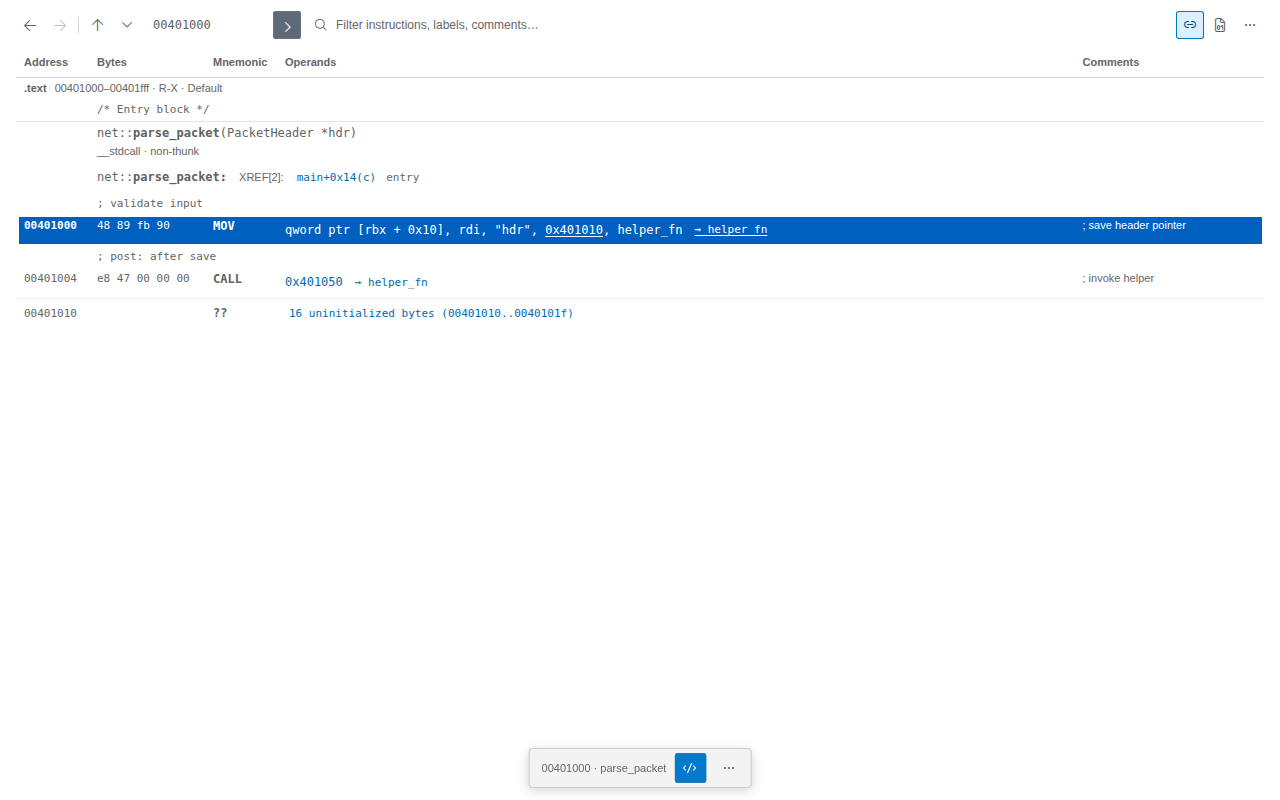 00401000 Filter instructions, labels, comments…
Address Bytes Mnemonic Operands Comments
.text 00401000–00401fff · R-X · Default
/* Entry block */
net::parse_packet(PacketHeader *hdr)
__stdcall · non-thunk
net::parse_packet: XREF[2]: main+0x14(c) entry
; validate input
00401000 48 89 fb 90 MOV qword ptr [rbx + 0x10], rdi, "hdr", 0x401010, helper_fn → helper_fn ; save header pointer
; post: after save
00401004 e8 47 00 00 00 CALL 0x401050 → helper_fn ; invoke helper
00401010 ?? 16 uninitialized bytes (00401010..0040101f)
00401000 · parse_packet